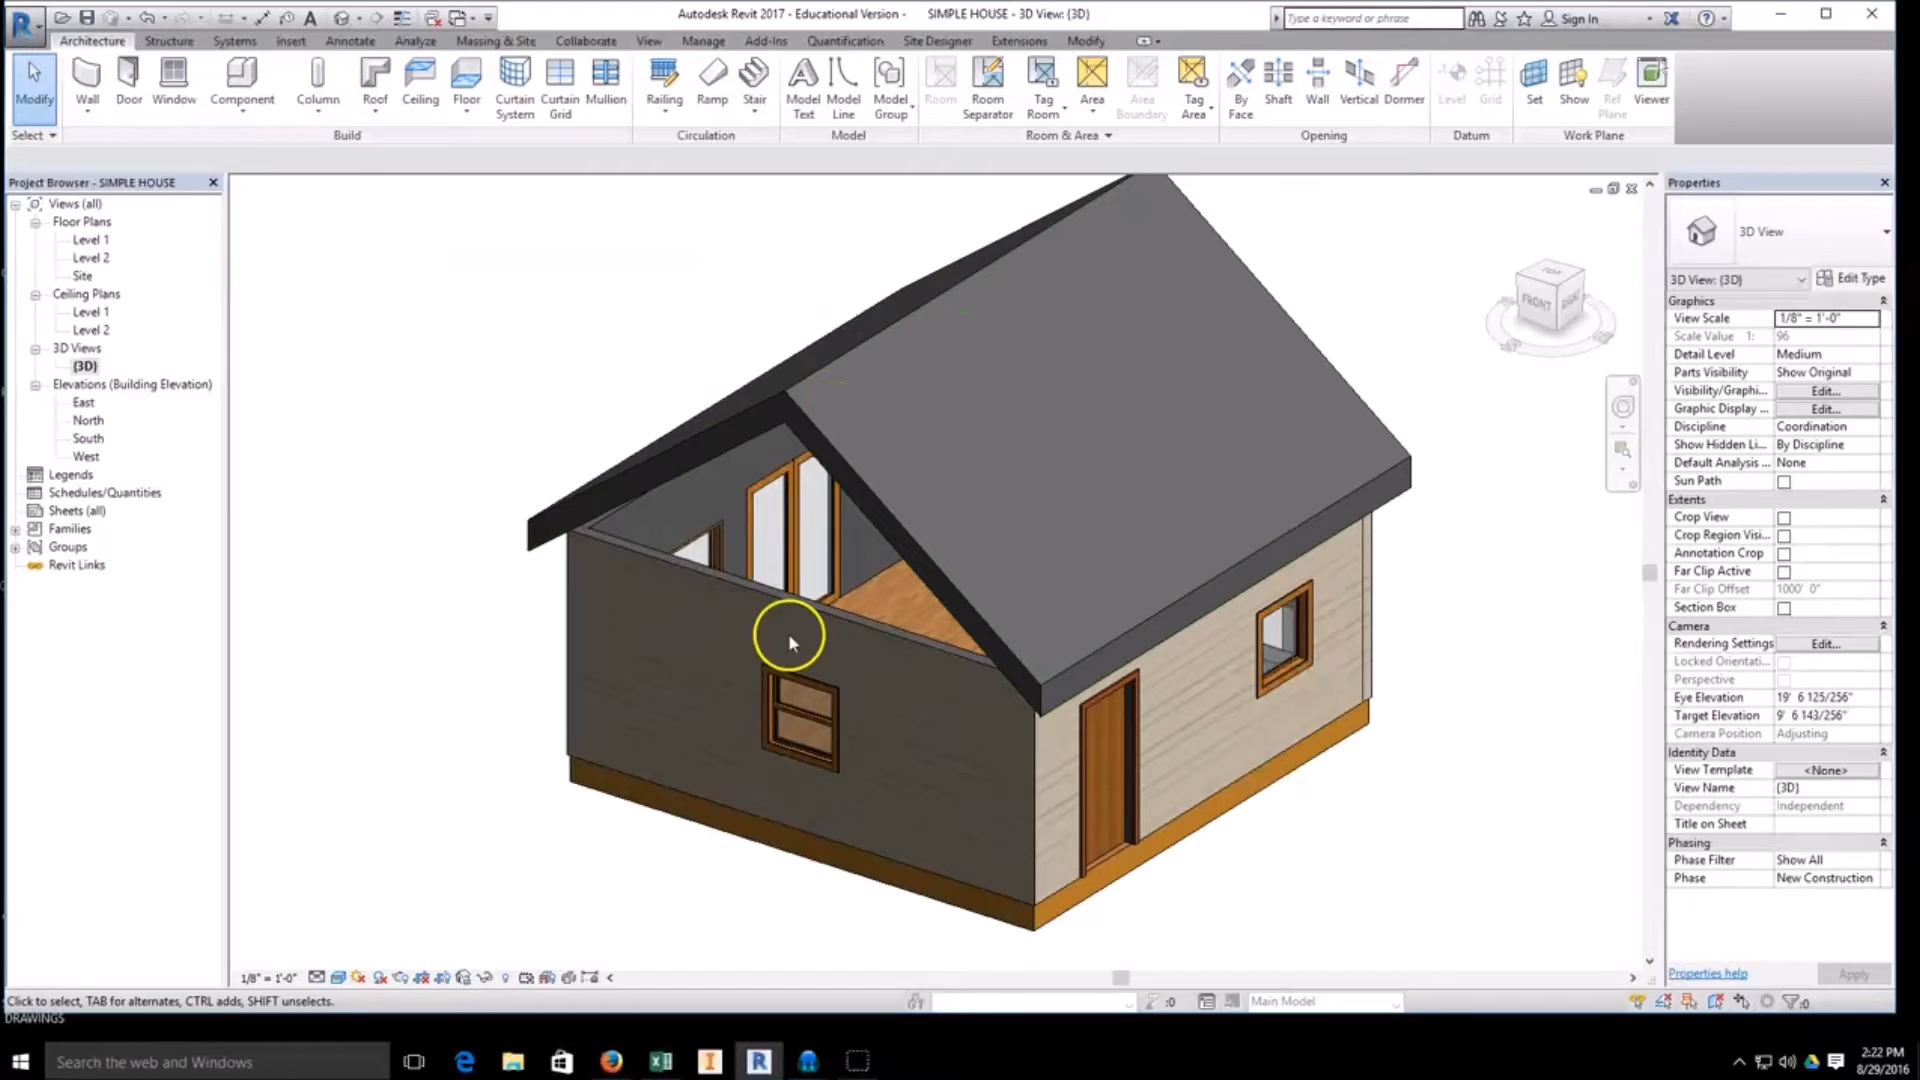 Autodesk Revit 2017 - Educational Version - SIMPLE HOUSE - 3D View: {3D}
Type a keyword or phrase
Sign In
Architecture Structure Systems Insert Annotate Analyze Massing & Site Collaborate View Manage Add-Ins Quantification Site Designer Extensions Modify
Modify Wall Door Window Component Column Roof Ceiling Floor Curtain System Curtain Grid Mullion Railing Ramp Stair Model Text Model Line Model Group Room Room Separator Tag Room Area Area Boundary Tag Area By Face Shaft Wall Vertical Dormer Level Grid Set Show Ref Plane Viewer
Select Build Circulation Model Room & Area Opening Datum Work Plane
Project Browser - SIMPLE HOUSE
Views (all)
Floor Plans
Level 1
Level 2
Site
Ceiling Plans
Level 1
Level 2
3D Views
{3D}
Elevations (Building Elevation)
East
North
South
West
Legends
Schedules/Quantities
Sheets (all)
Families
Groups
Revit Links
TOP
FRONT
RIGHT
Properties
3D View
3D View: {3D} Edit Type
Graphics
View Scale 1/8" = 1'-0"
Scale Value 1: 96
Detail Level Medium
Parts Visibility Show Original
Visibility/Graphi... Edit...
Graphic Display ... Edit...
Discipline Coordination
Show Hidden Li... By Discipline
Default Analysis ... None
Sun Path
Extents
Crop View
Crop Region Visi...
Annotation Crop
Far Clip Active
Far Clip Offset 1000' 0"
Section Box
Camera
Rendering Settings Edit...
Locked Orientati...
Perspective
Eye Elevation 19' 6 125/256"
Target Elevation 9' 6 143/256"
Camera Position Adjusting
Identity Data
View Template <None>
View Name {3D}
Dependency Independent
Title on Sheet
Phasing
Phase Filter Show All
Phase New Construction
Properties help Apply
1/8" = 1'-0"
Click to select, TAB for alternates, CTRL adds, SHIFT unselects.
:0
Main Model
:0
DRAWINGS
Search the web and Windows
2:22 PM
8/29/2016